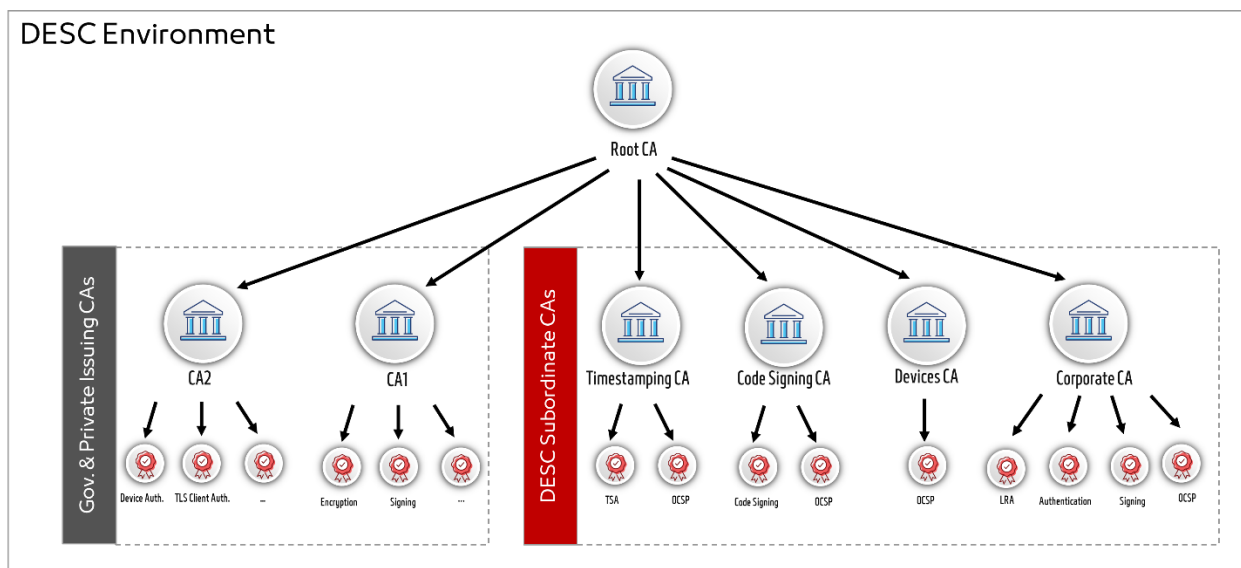 DESC Environment
Root CA
Gov. & Private Issuing CAs
CA2
CA1
Device Auth.
TLS Client Auth.
...
Encryption
Signing
...
DESC Subordinate CAs
Timestamping CA
Code Signing CA
Devices CA
Corporate CA
TSA
OCSP
Code Signing
OCSP
OCSP
LRA
Authentication
Signing
OCSP